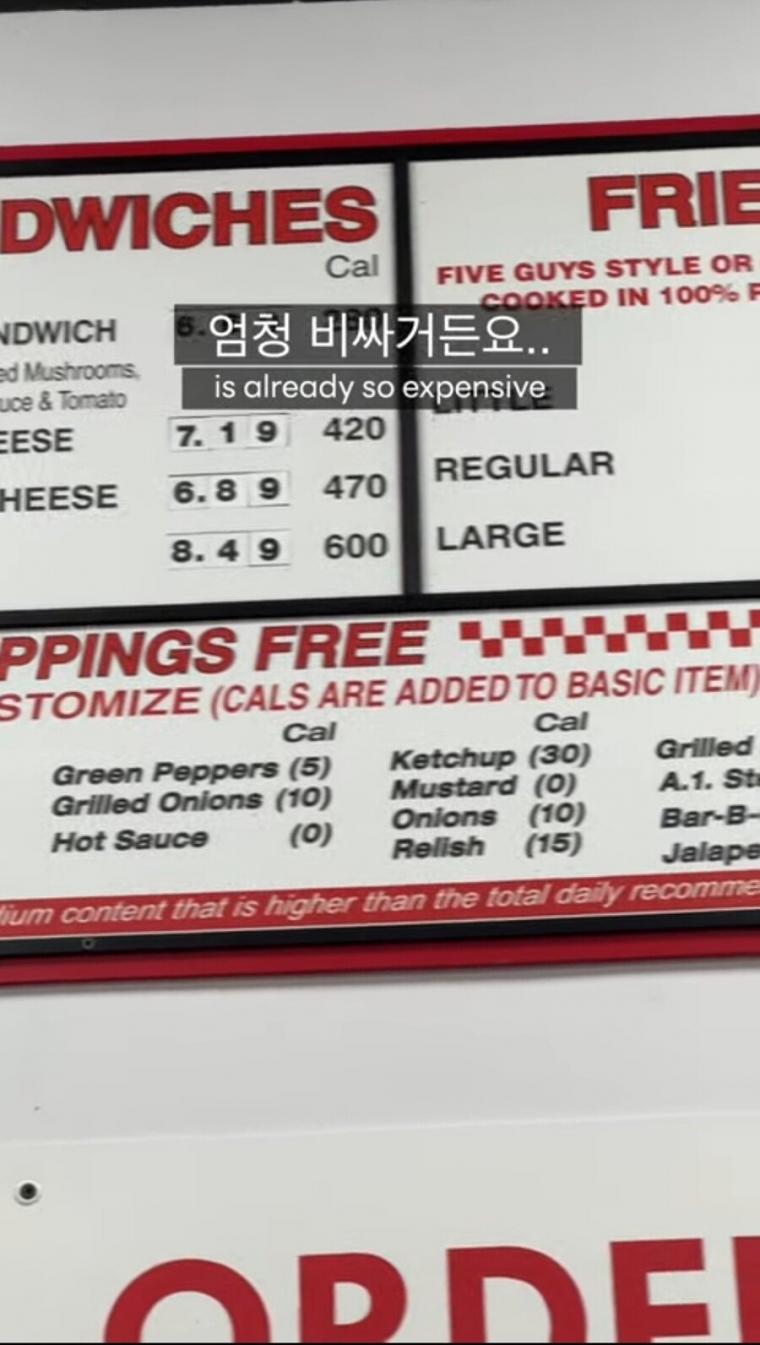 DWICHES
FRIE
Cal
FIVE GUYS STYLE OR
COOKED IN 100% F
NDWICH
엄청 비싸거든요..
is already so expensive
ed Mushrooms,
uce & Tomato
LITTLE
EESE 7.19 420
REGULAR
HEESE 6.89 470
LARGE
8.49 600
PPINGS FREE
STOMIZE (CALS ARE ADDED TO BASIC ITEM)
Cal Cal
Green Peppers (5) Ketchup (30) Grilled
Grilled Onions (10) Mustard (0) A.1. Ste
Onions (10) Bar-B-
Hot Sauce (0) Relish (15) Jalape
dium content that is higher than the total daily recomme
ORDE